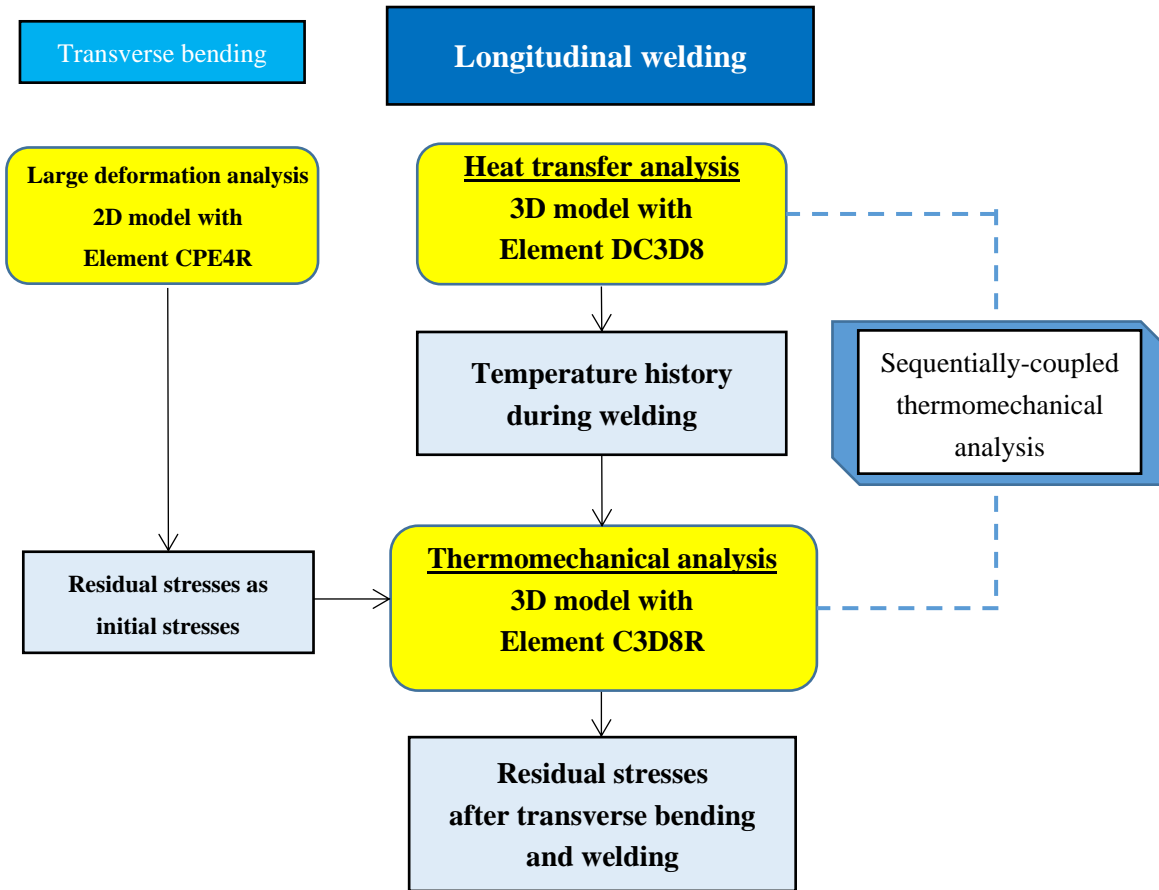 Transverse bending
Longitudinal welding
Large deformation analysis
2D model with
Element CPE4R
Heat transfer analysis
3D model with
Element DC3D8
Temperature history
during welding
Sequentially-coupled
thermomechanical
analysis
Residual stresses as
initial stresses
Thermomechanical analysis
3D model with
Element C3D8R
Residual stresses
after transverse bending
and welding